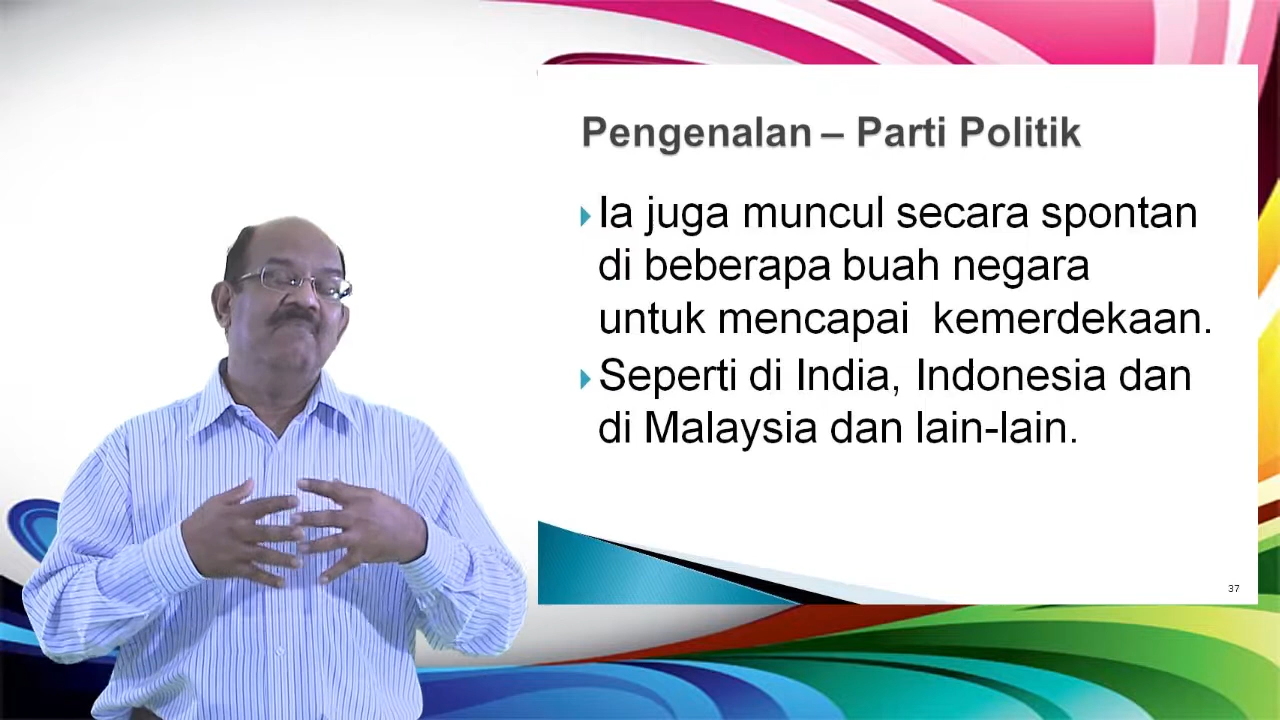 Pengenalan – Parti Politik
Ia juga muncul secara spontan
di beberapa buah negara
untuk mencapai kemerdekaan.
Seperti di India, Indonesia dan
di Malaysia dan lain-lain.
37